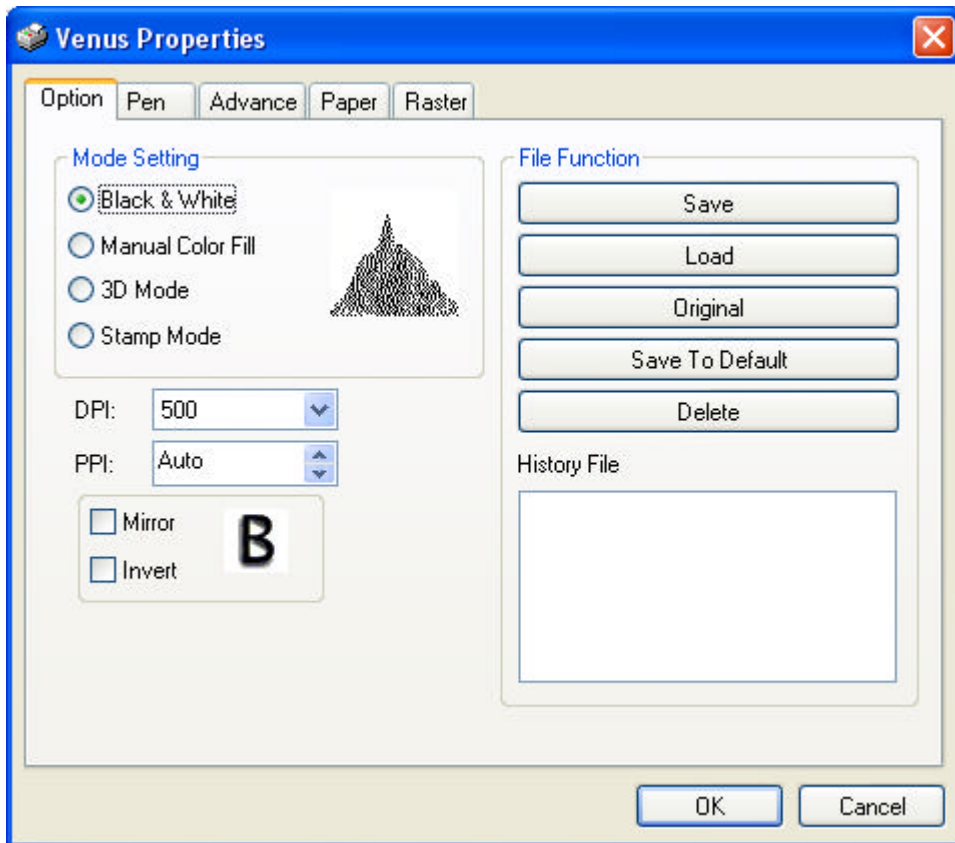 Venus Properties
Option Pen Advance Paper Raster
Mode Setting
Black & White
Manual Color Fill
3D Mode
Stamp Mode
DPI: 500
PPI: Auto
Mirror
Invert
B
File Function
Save
Load
Original
Save To Default
Delete
History File
OK Cancel